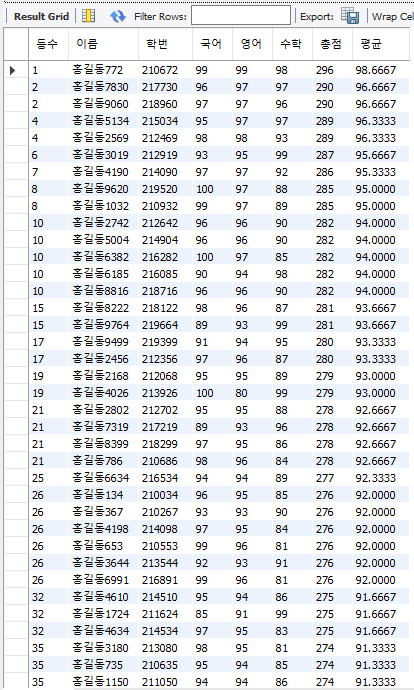 Result Grid Filter Rows: Export: Wrap Cel
등수 이름 학번 국어 영어 수학 총점 평균
1 홍길동772 210672 99 99 98 296 98.6667
2 홍길동7830 217730 96 97 97 290 96.6667
2 홍길동9060 218960 97 97 96 290 96.6667
4 홍길동5134 215034 95 97 97 289 96.3333
4 홍길동2569 212469 98 98 93 289 96.3333
6 홍길동3019 212919 93 95 99 287 95.6667
7 홍길동4190 214090 97 97 92 286 95.3333
8 홍길동9620 219520 100 97 88 285 95.0000
8 홍길동1032 210932 99 97 89 285 95.0000
10 홍길동2742 212642 96 96 90 282 94.0000
10 홍길동5004 214904 96 96 90 282 94.0000
10 홍길동6382 216282 100 97 85 282 94.0000
10 홍길동6185 216085 90 94 98 282 94.0000
10 홍길동8816 218716 96 96 90 282 94.0000
15 홍길동8222 218122 98 96 87 281 93.6667
15 홍길동9764 219664 89 93 99 281 93.6667
17 홍길동9499 219399 91 94 95 280 93.3333
17 홍길동2456 212356 97 96 87 280 93.3333
19 홍길동2168 212068 95 95 89 279 93.0000
19 홍길동4026 213926 100 80 99 279 93.0000
21 홍길동2802 212702 95 95 88 278 92.6667
21 홍길동7319 217219 89 93 96 278 92.6667
21 홍길동8399 218299 97 95 86 278 92.6667
21 홍길동786 210686 98 96 84 278 92.6667
25 홍길동6634 216534 94 94 89 277 92.3333
26 홍길동134 210034 96 95 85 276 92.0000
26 홍길동367 210267 93 93 90 276 92.0000
26 홍길동4198 214098 97 95 84 276 92.0000
26 홍길동653 210553 99 96 81 276 92.0000
26 홍길동3644 213544 92 93 91 276 92.0000
26 홍길동6991 216891 99 96 81 276 92.0000
32 홍길동4610 214510 95 94 86 275 91.6667
32 홍길동1724 211624 85 91 99 275 91.6667
32 홍길동4634 214534 97 95 83 275 91.6667
35 홍길동3180 213080 98 95 81 274 91.3333
35 홍길동735 210635 95 94 85 274 91.3333
35 홍길동1150 211050 94 94 86 274 91.3333